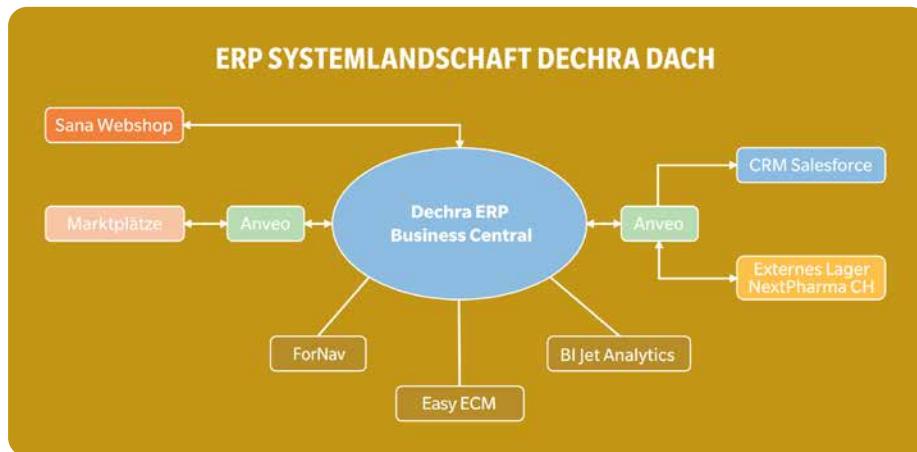 ERP SYSTEMLANDSCHAFT DECHRA DACH
Sana Webshop
CRM Salesforce
Dechra ERP
Business Central
Marktplätze
Anveo
Anveo
Externes Lager
NextPharma CH
ForNav
BI Jet Analytics
Easy ECM